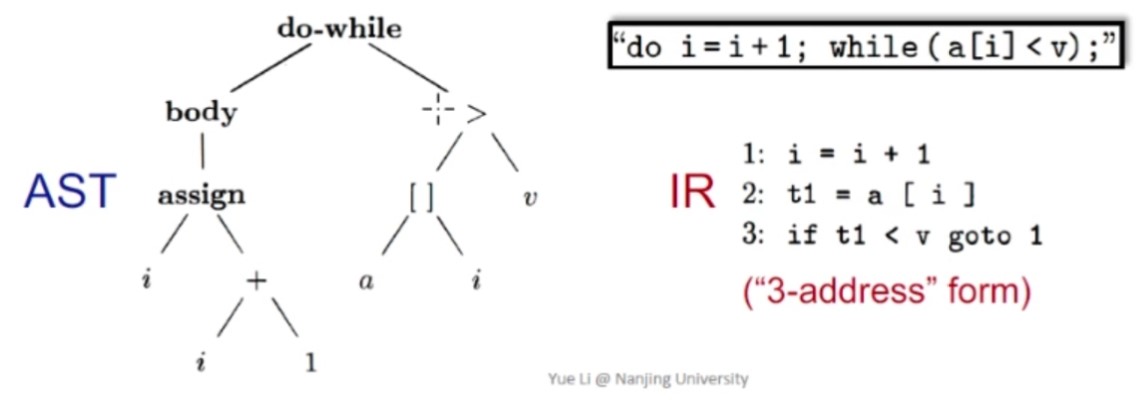 do-while
"do i=i+1; while(a[i]<v);"
body
>
AST
assign
[ ]
v
i
+
a
i
i
1
IR
1: i = i + 1
2: t1 = a [ i ]
3: if t1 < v goto 1
("3-address" form)
Yue Li @ Nanjing University